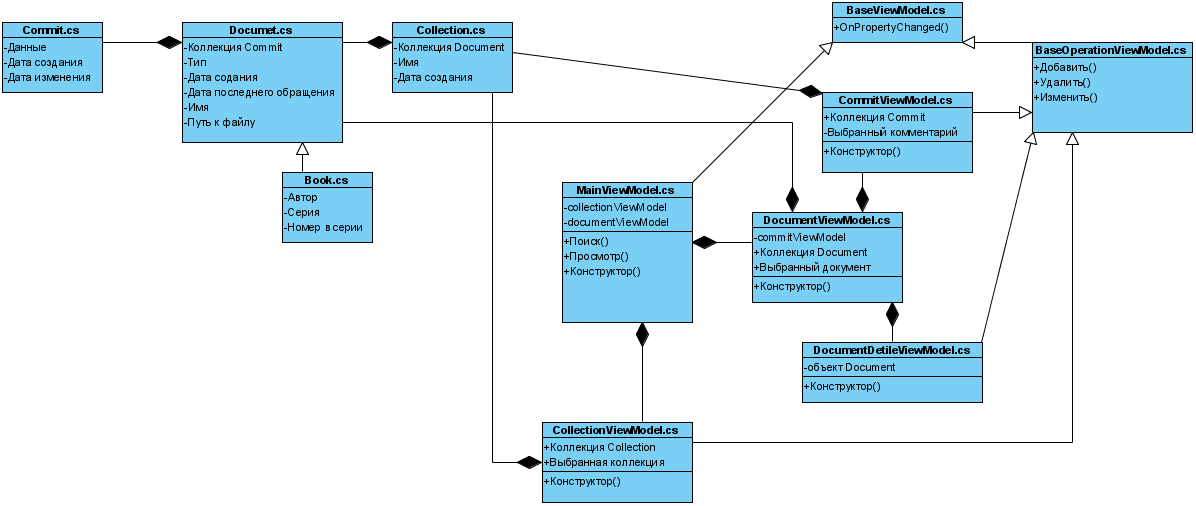 Commit.cs
-Данные
-Дата создания
-Дата изменения
Documet.cs
-Коллекция Commit
-Тип
-Дата содания
-Дата последнего обращения
-Имя
-Путь к файлу
Collection.cs
-Коллекция Document
-Имя
-Дата создания
BaseViewModel.cs
+OnPropertyChanged()
BaseOperationViewModel.cs
+Добавить()
+Удалить()
+Изменить()
CommitViewModel.cs
+Коллекция Commit
-Выбранный комментарий
+Конструктор()
Book.cs
-Автор
-Серия
-Номер в серии
MainViewModel.cs
-collectionViewModel
-documentViewModel
+Поиск()
+Просмотр()
+Конструктор()
DocumentViewModel.cs
-commitViewModel
+Коллекция Document
+Выбранный документ
+Конструктор()
DocumentDetileViewModel.cs
-объект Document
+Конструктор()
CollectionViewModel.cs
+Коллекция Collection
+Выбранная коллекция
+Конструктор()